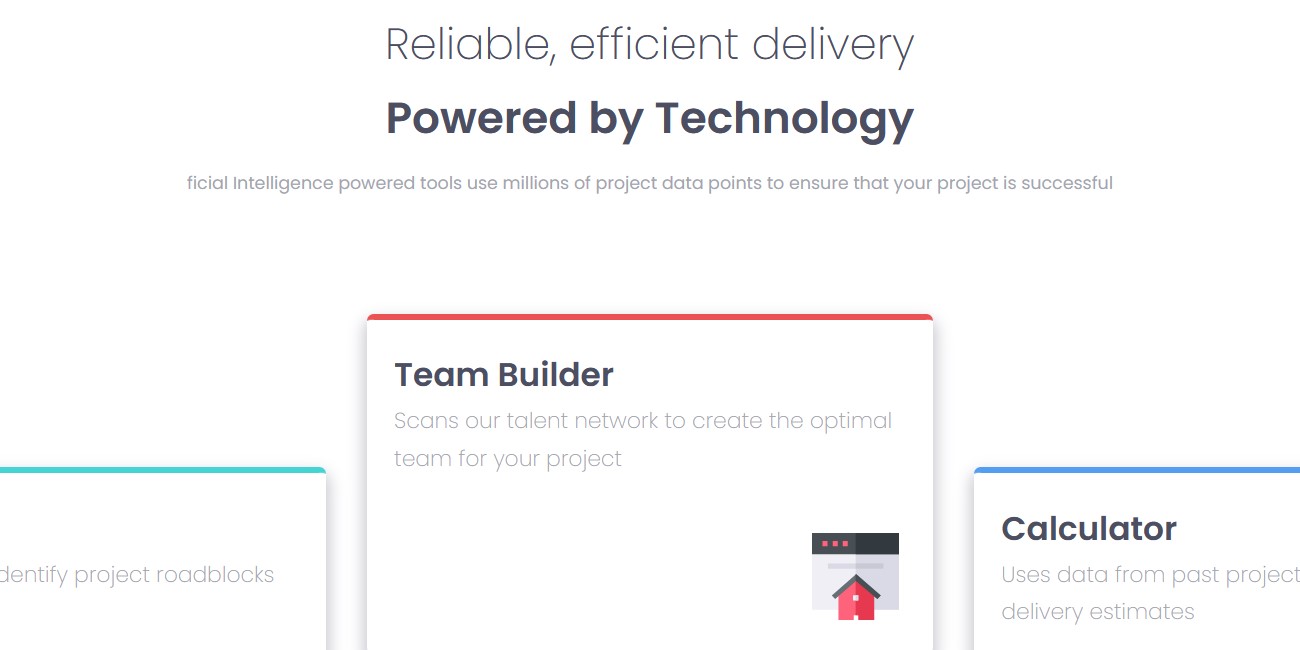 Reliable, efficient delivery
Powered by Technology
ficial Intelligence powered tools use millions of project data points to ensure that your project is successful
Team Builder
Scans our talent network to create the optimal
team for your project
dentify project roadblocks
Calculator
Uses data from past project
delivery estimates